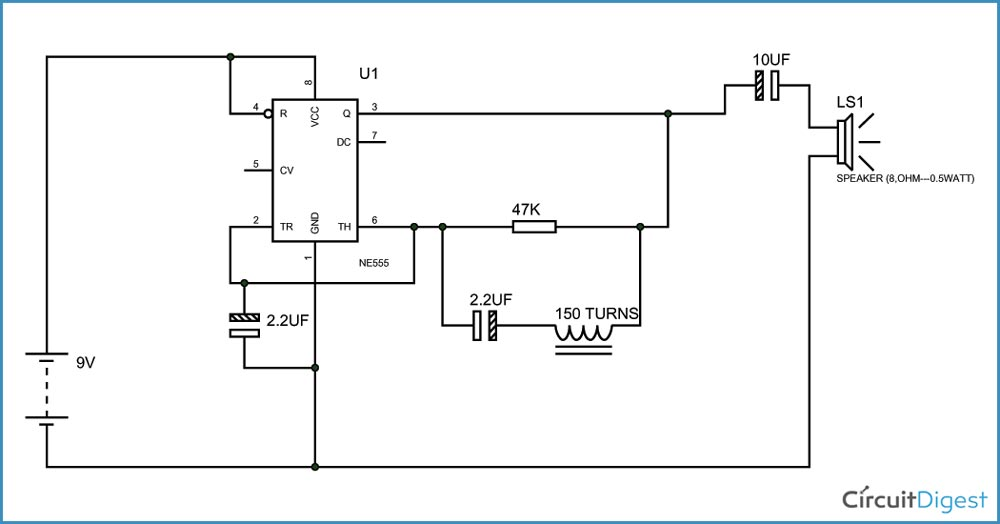 U1
10UF
LS1
SPEAKER (8,OHM---0.5WATT)
8
VCC
4
R
Q
3
DC
7
5
CV
2
TR
GND
TH
6
1
NE555
47K
2.2UF
150 TURNS
2.2UF
9V
CircuitDigest